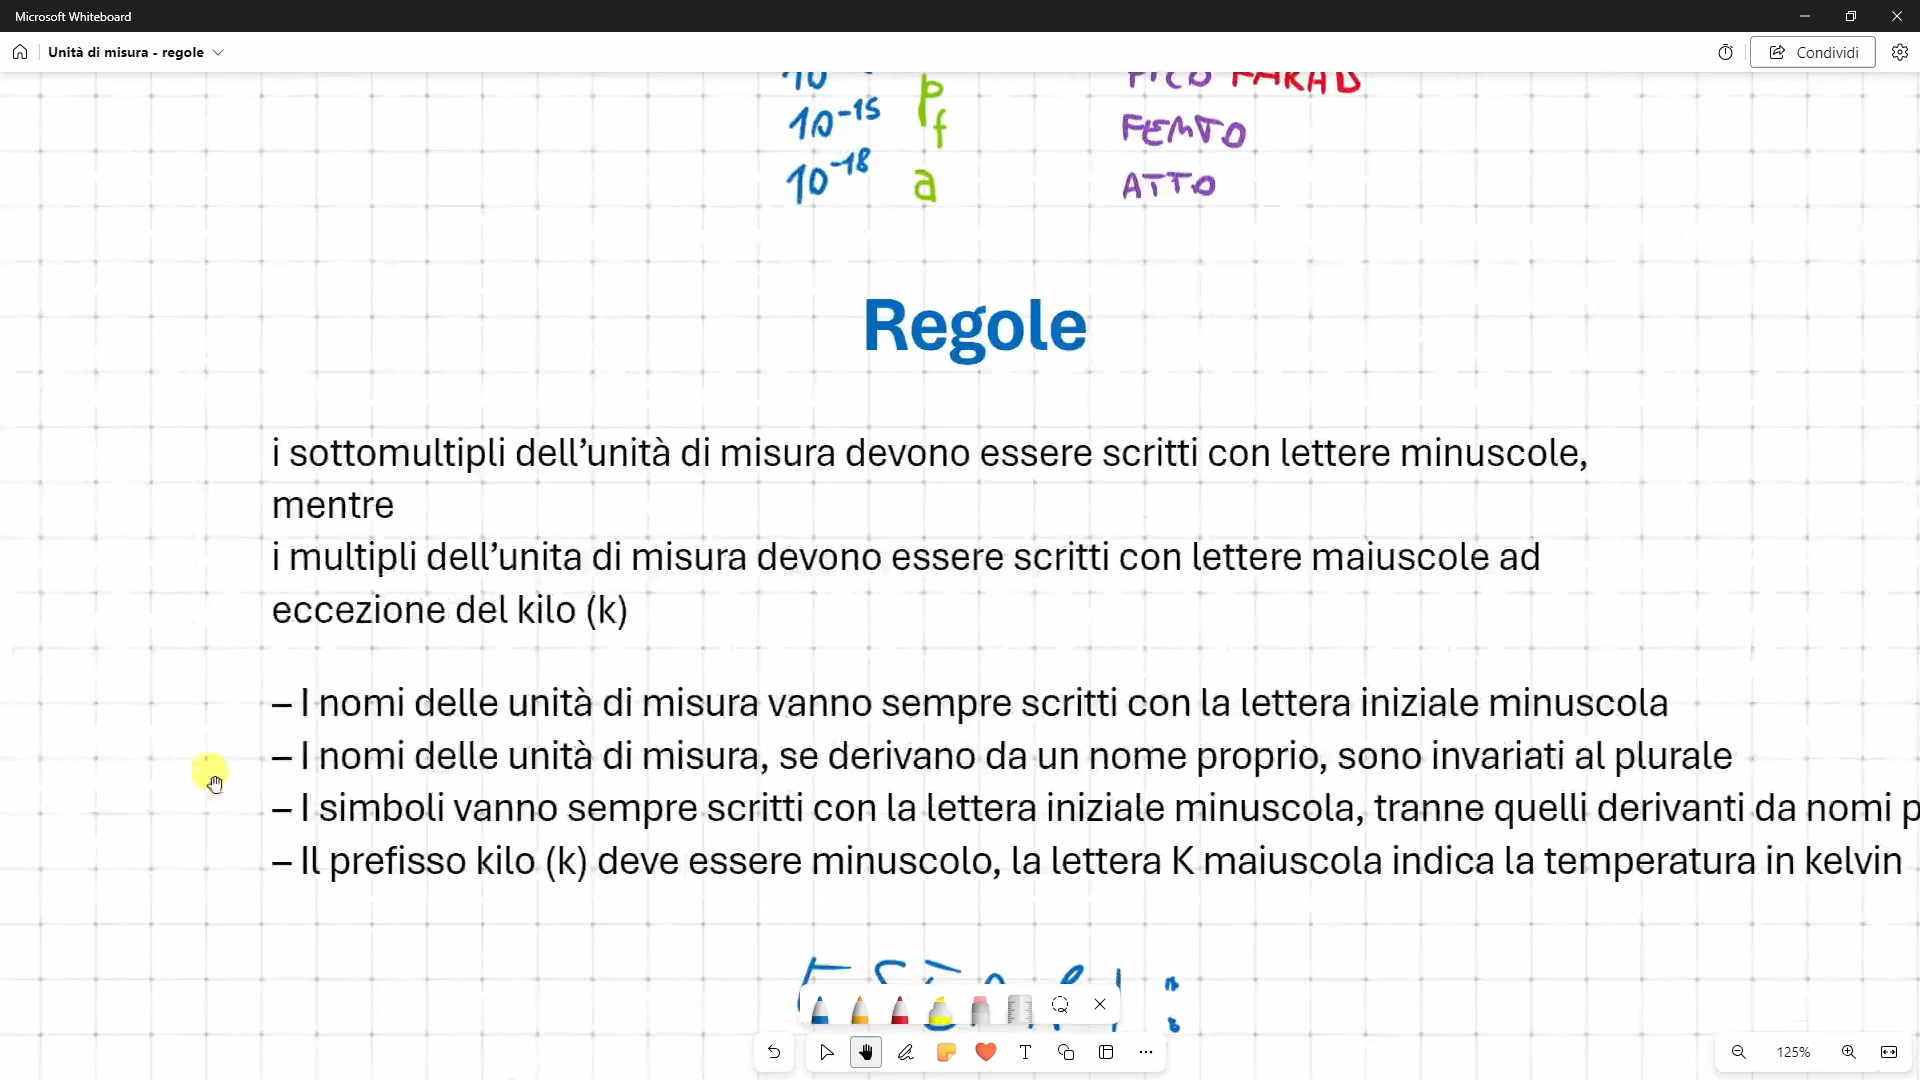 Microsoft Whiteboard
Unità di misura - regole
Condividi
PICO FARAD
10⁻¹⁵ p f FEMTO
10⁻¹⁸ a ATTO
Regole
i sottomultipli dell’unità di misura devono essere scritti con lettere minuscole,
mentre
i multipli dell’unita di misura devono essere scritti con lettere maiuscole ad
eccezione del kilo (k)
– I nomi delle unità di misura vanno sempre scritti con la lettera iniziale minuscola
– I nomi delle unità di misura, se derivano da un nome proprio, sono invariati al plurale
– I simboli vanno sempre scritti con la lettera iniziale minuscola, tranne quelli derivanti da nomi p
– Il prefisso kilo (k) deve essere minuscolo, la lettera K maiuscola indica la temperatura in kelvin
125%